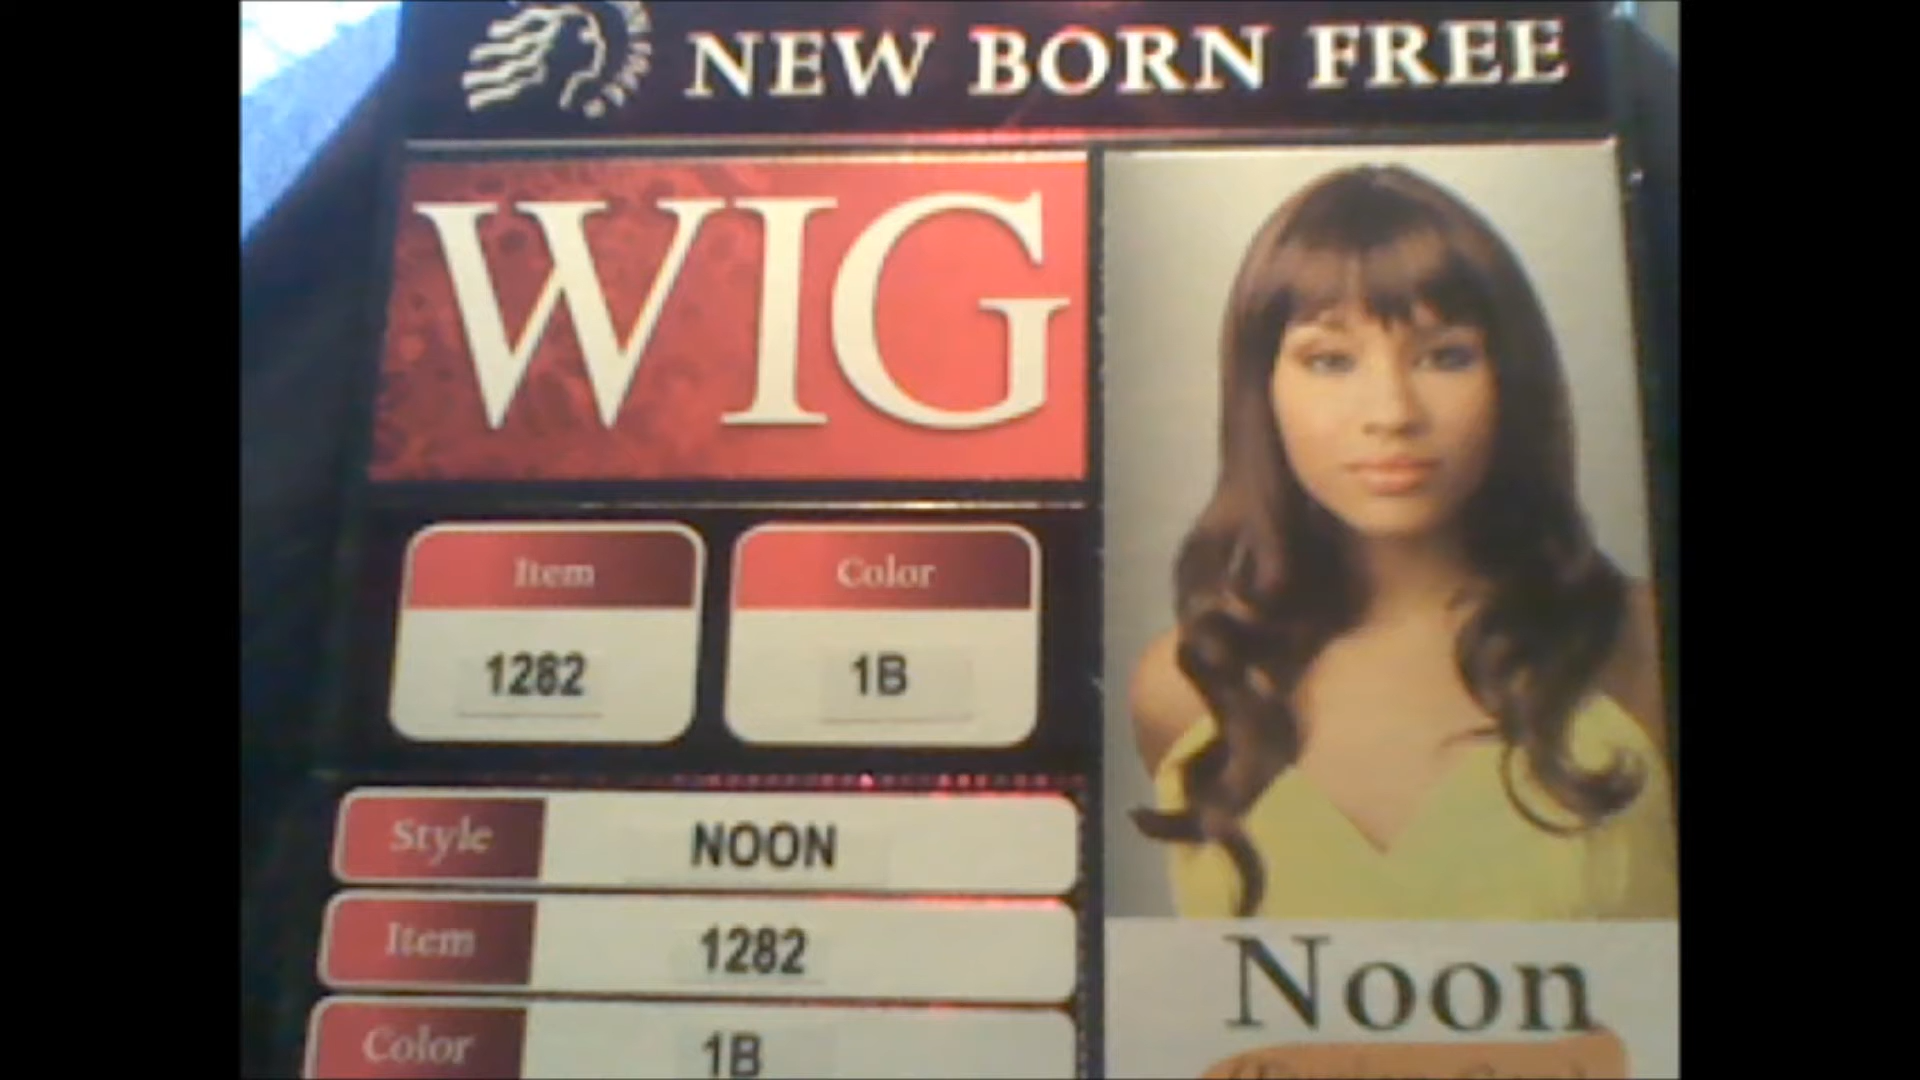 NEW BORN FREE
WIG
Item
1282
Color
1B
Style
NOON
Item
1282
Color
1B
Noon